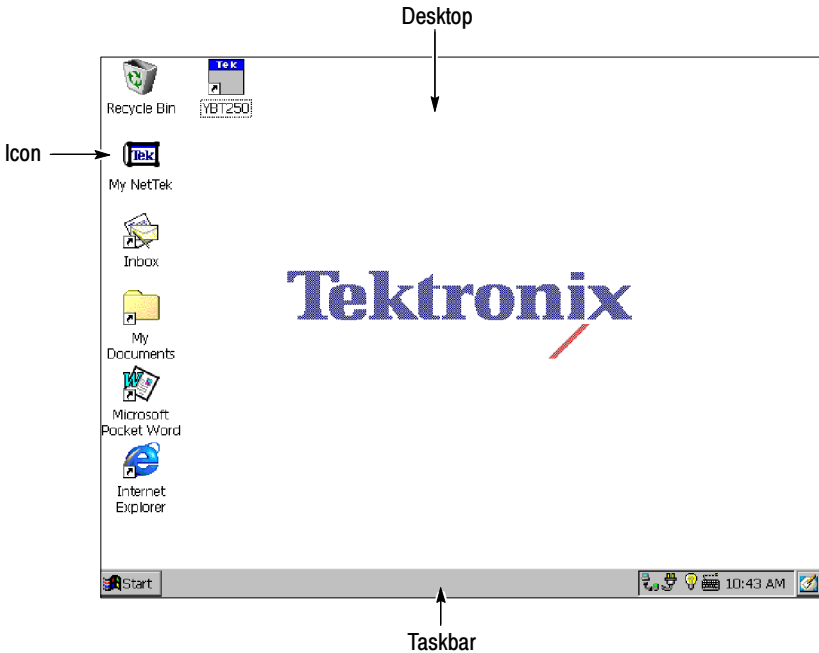 Desktop
Tek
Recycle Bin
YBT250
Icon
Tek
My NetTek
Inbox
Tektronix
My
Documents
W
Microsoft
Pocket Word
Internet
Explorer
Start
10:43 AM
Taskbar